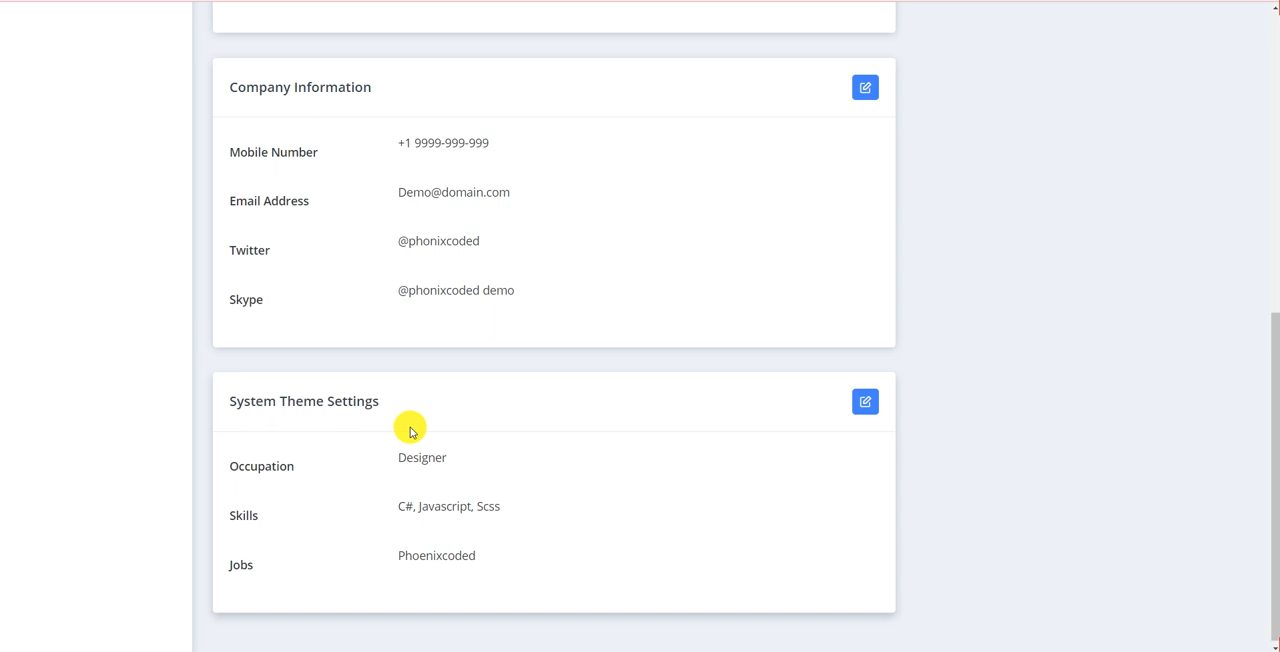 Company Information
Mobile Number +1 9999-999-999
Email Address Demo@domain.com
Twitter @phonixcoded
Skype @phonixcoded demo
System Theme Settings
Occupation Designer
Skills C#, Javascript, Scss
Jobs Phoenixcoded